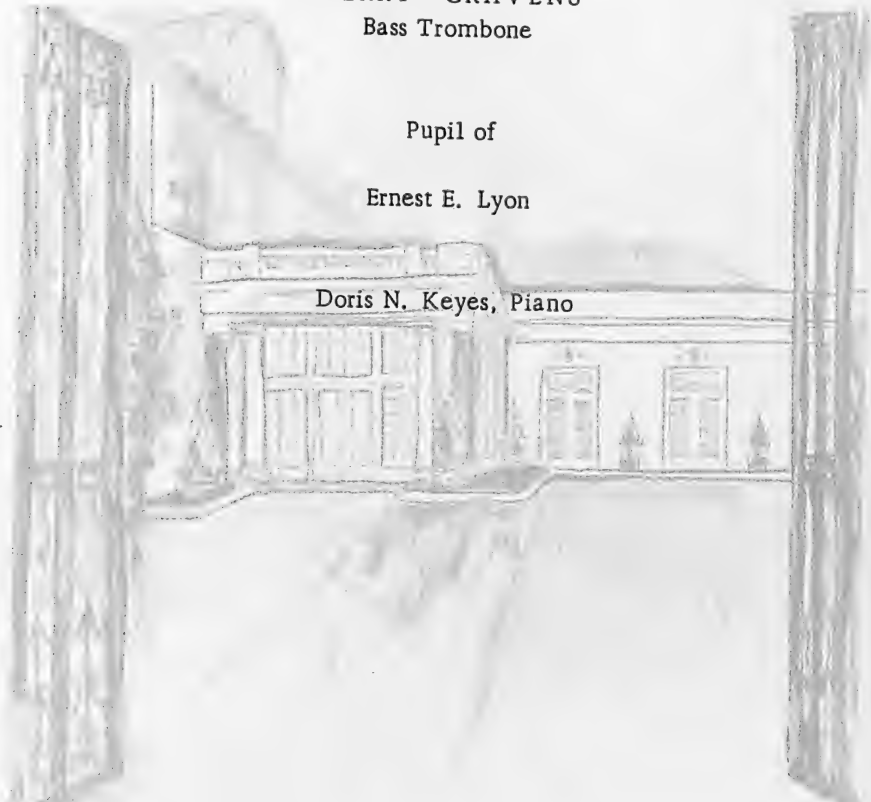 Bass Trombone
Pupil of
Ernest E. Lyon
Doris N. Keyes, Piano